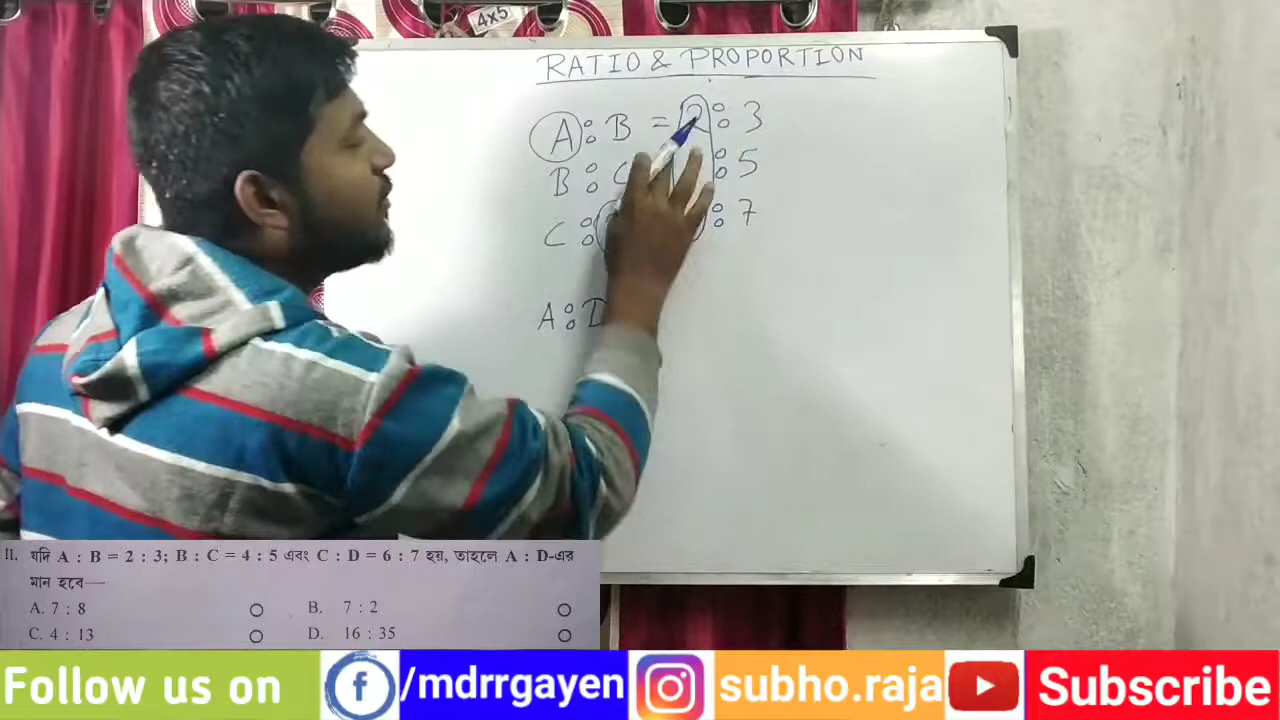 4x5
RATIO & PROPORTION
A : B = 2 : 3
B : C : 5
C : : 7
A : D
11. যদি A : B = 2 : 3; B : C = 4 : 5 এবং C : D = 6 : 7 হয়, তাহলে A : D-এর
মান হবে—
A. 7 : 8 B. 7 : 2
C. 4 : 13 D. 16 : 35
Follow us on f /mdrrgayen subho.raja Subscribe